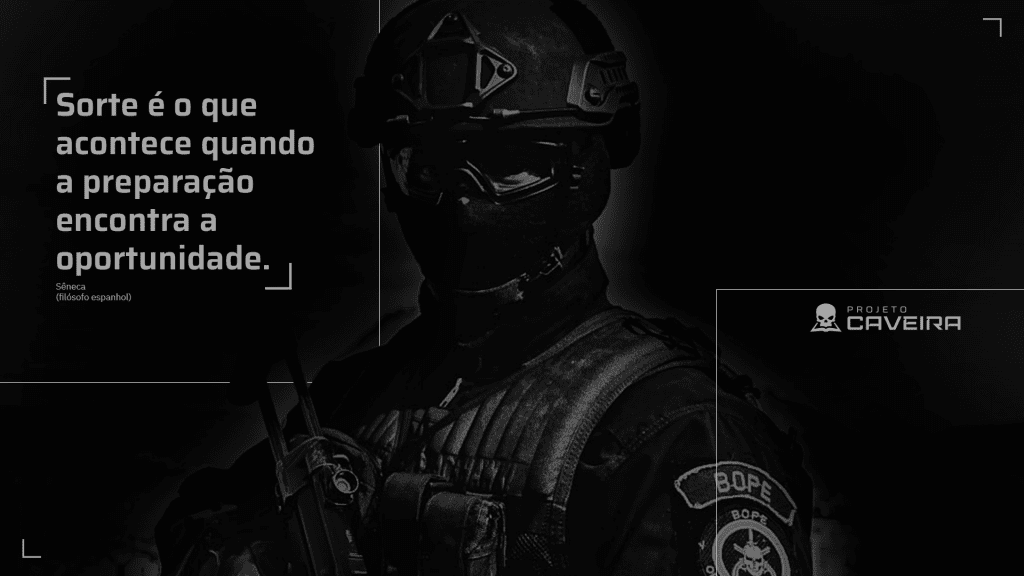 Sorte é o que
acontece quando
a preparação
encontra a
oportunidade.
Sêneca
(filósofo espanhol)
PROJETO
CAVEIRA
BOPE
BOPE